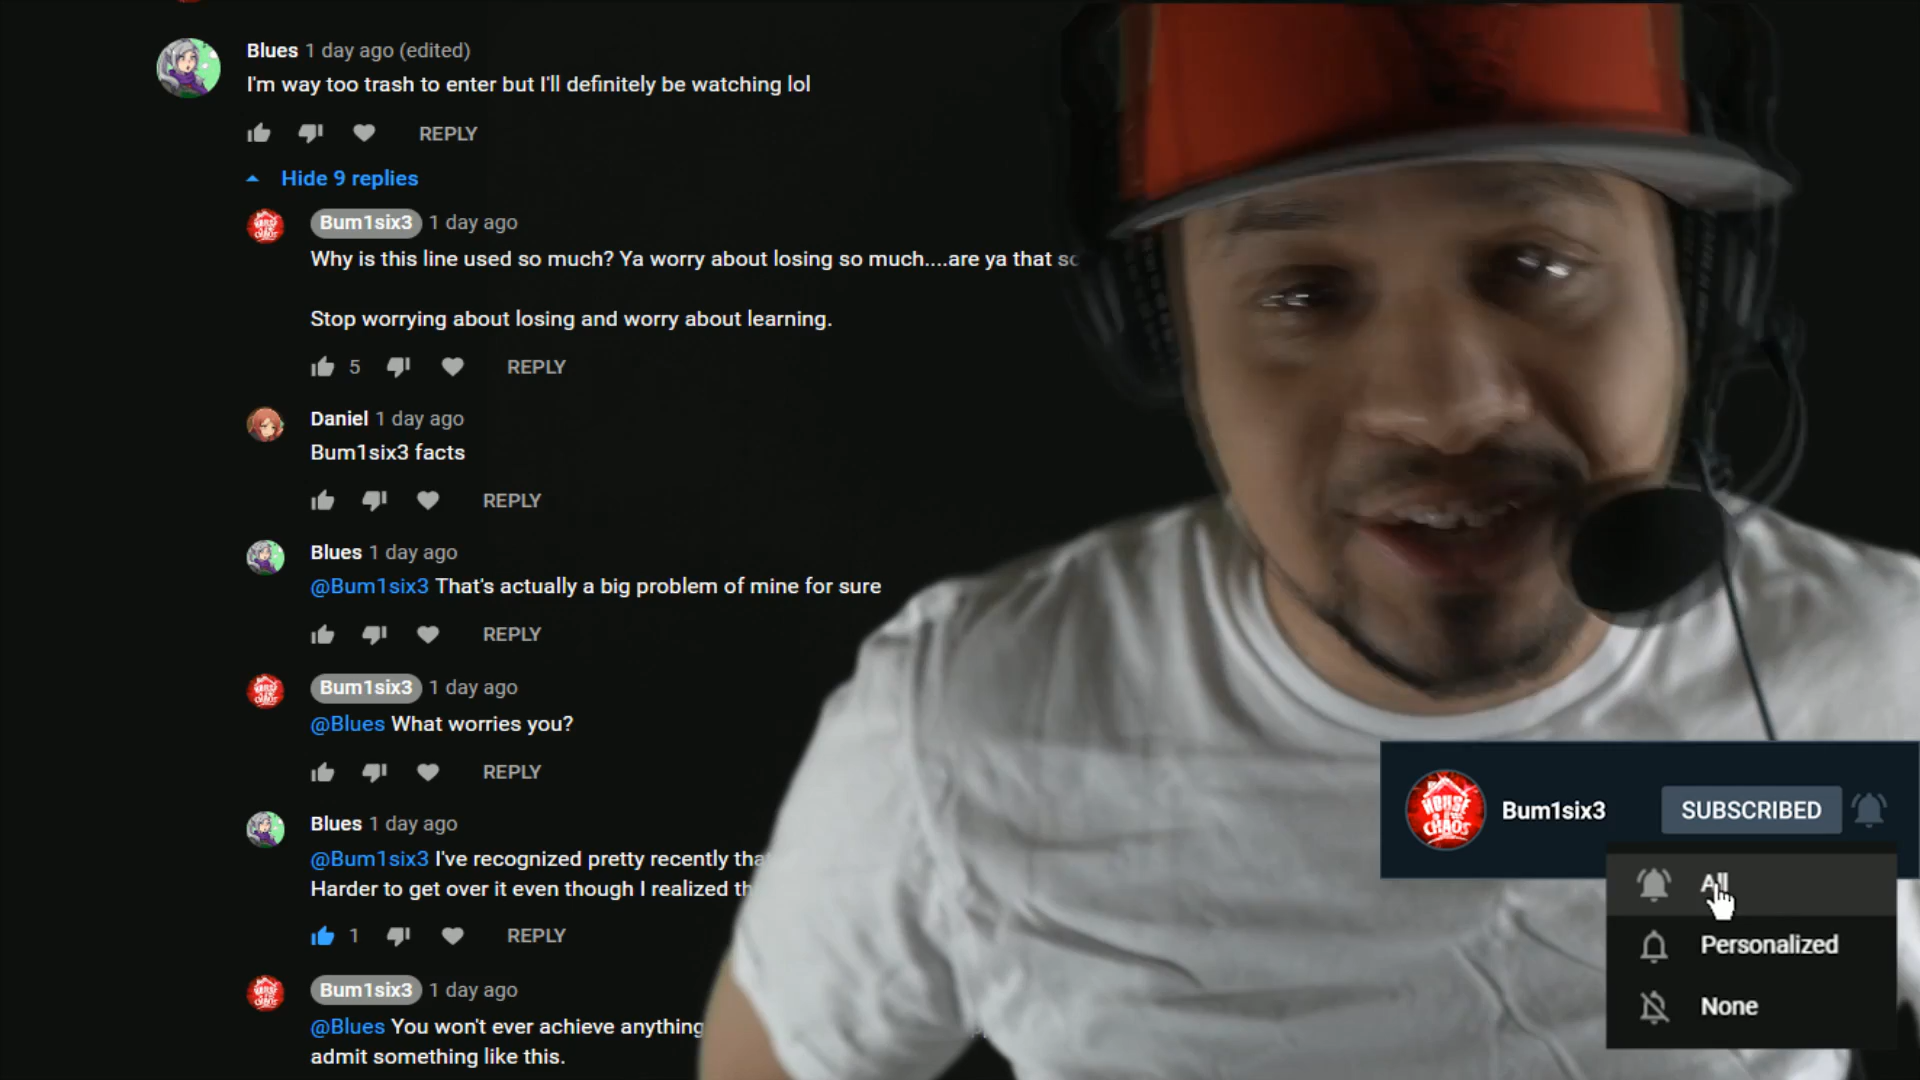 Blues 1 day ago (edited)
I'm way too trash to enter but I'll definitely be watching lol
REPLY
Hide 9 replies
Bum1six3 1 day ago
Why is this line used so much? Ya worry about losing so much....are ya that
Stop worrying about losing and worry about learning.
5 REPLY
Daniel 1 day ago
Bum1six3 facts
REPLY
Blues 1 day ago
@Bum1six3 That's actually a big problem of mine for sure
REPLY
Bum1six3 1 day ago
@Blues What worries you?
REPLY
Blues 1 day ago
@Bum1six3 I've recognized pretty recently
Harder to get over it even though I realized
1 REPLY
Bum1six3 1 day ago
@Blues You won't ever achieve anything
admit something like this.
HOUSE
OF
CHAOS
Bum1six3
SUBSCRIBED
All
Personalized
None